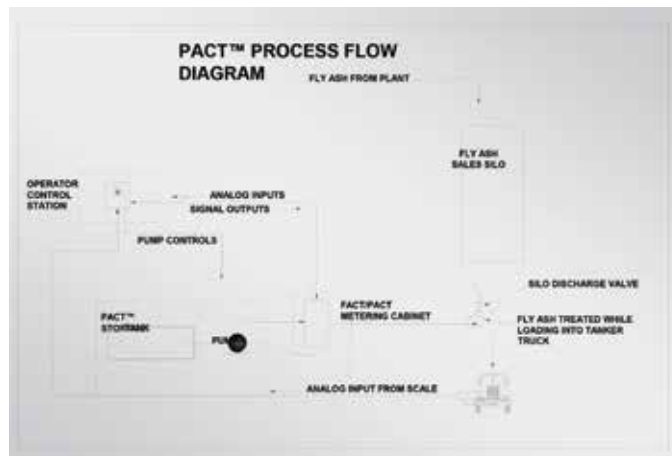 PACT™ PROCESS FLOW
DIAGRAM
FLY ASH FROM PLANT
FLY ASH
SALES SILO
OPERATOR
CONTROL
STATION
ANALOG INPUTS
SIGNAL OUTPUTS
PUMP CONTROLS
SILO DISCHARGE VALVE
FACT/PACT
METERING CABINET
FLY ASH TREATED WHILE
LOADING INTO TANKER
TRUCK
PACT™
ANALOG INPUT FROM SCALE